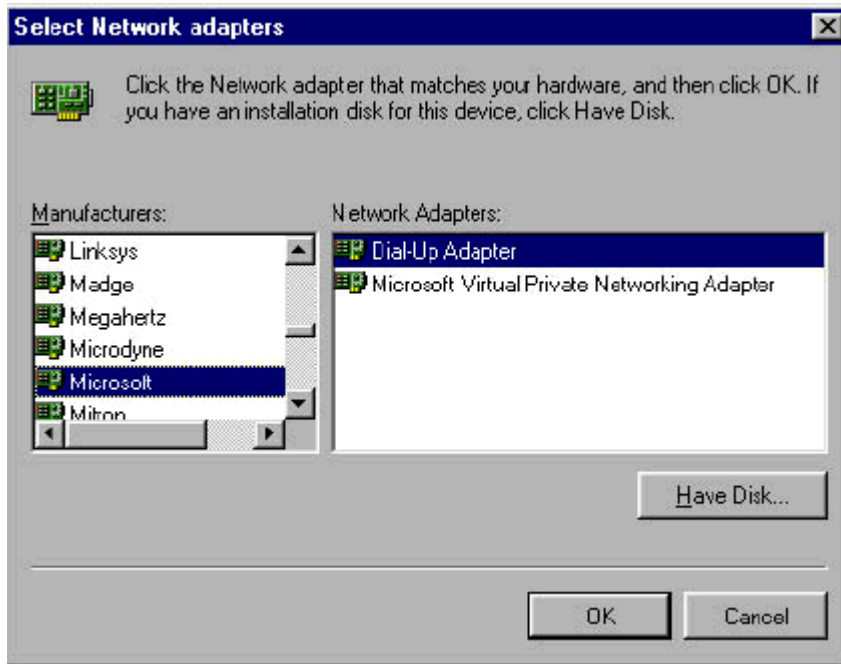 Select Network adapters
Click the Network adapter that matches your hardware, and then click OK. If
you have an installation disk for this device, click Have Disk.
Manufacturers:
Linksys
Madge
Megahertz
Microdyne
Microsoft
Mitron
Network Adapters:
Dial-Up Adapter
Microsoft Virtual Private Networking Adapter
Have Disk...
OK
Cancel